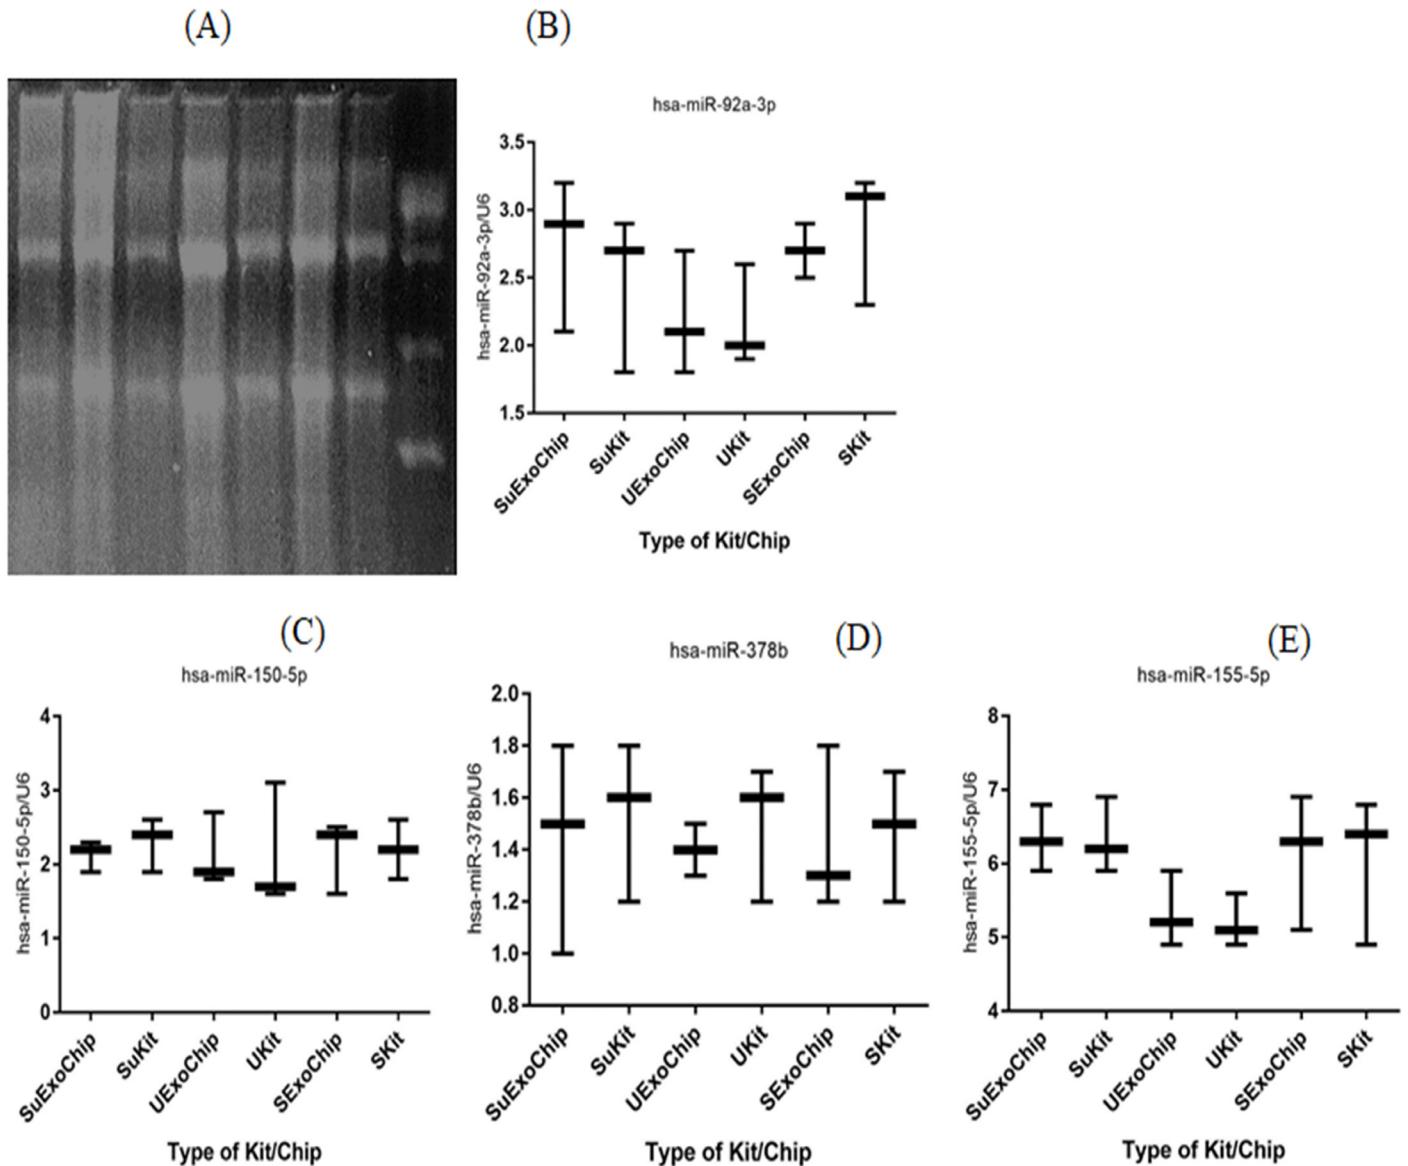 (A)
(B)
hsa-miR-92a-3p
hsa-miR-92a-3p/U6
3.5
3.0
2.5
2.0
1.5
SuExoChip
SuKit
UExoChip
UKit
SExoChip
SKit
Type of Kit/Chip
(C)
hsa-miR-150-5p
hsa-miR-150-5p/U6
4
3
2
1
0
SuExoChip
SuKit
UExoChip
UKit
SExoChip
SKit
Type of Kit/Chip
hsa-miR-378b
(D)
hsa-miR-378b/U6
2.0
1.8
1.6
1.4
1.2
1.0
0.8
SuExoChip
SuKit
UExoChip
UKit
SExoChip
SKit
Type of Kit/Chip
(E)
hsa-miR-155-5p
hsa-miR-155-5p/U6
8
7
6
5
4
SuExoChip
SuKit
UExoChip
UKit
SExoChip
SKit
Type of Kit/Chip